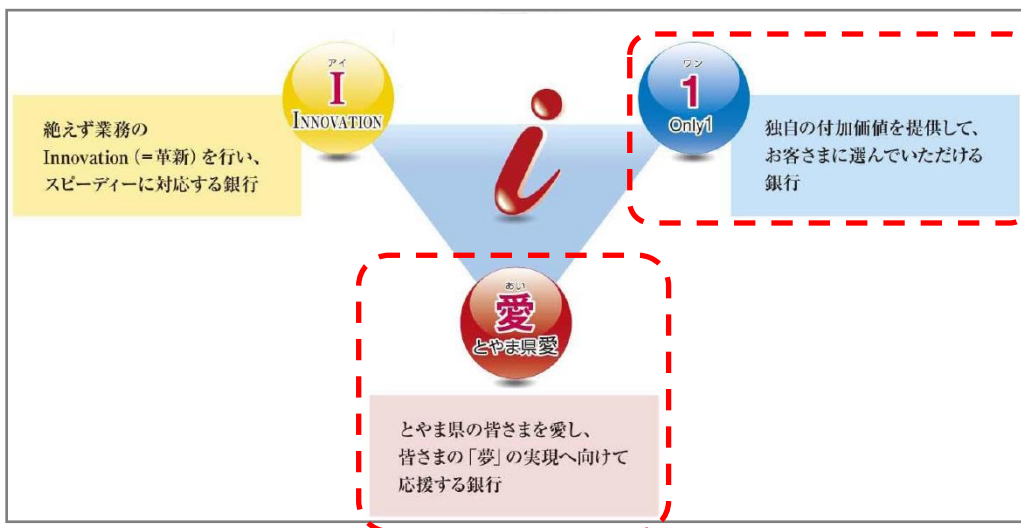 アイ
I
INNOVATION
絶えず業務の
Innovation（=革新）を行い、
スピーディーに対応する銀行
i
ワン
1
Only1
独自の付加価値を提供して、
お客さまに選んでいただける
銀行
あい
愛
とやま県愛
とやま県の皆さまを愛し、
皆さまの「夢」の実現へ向けて
応援する銀行